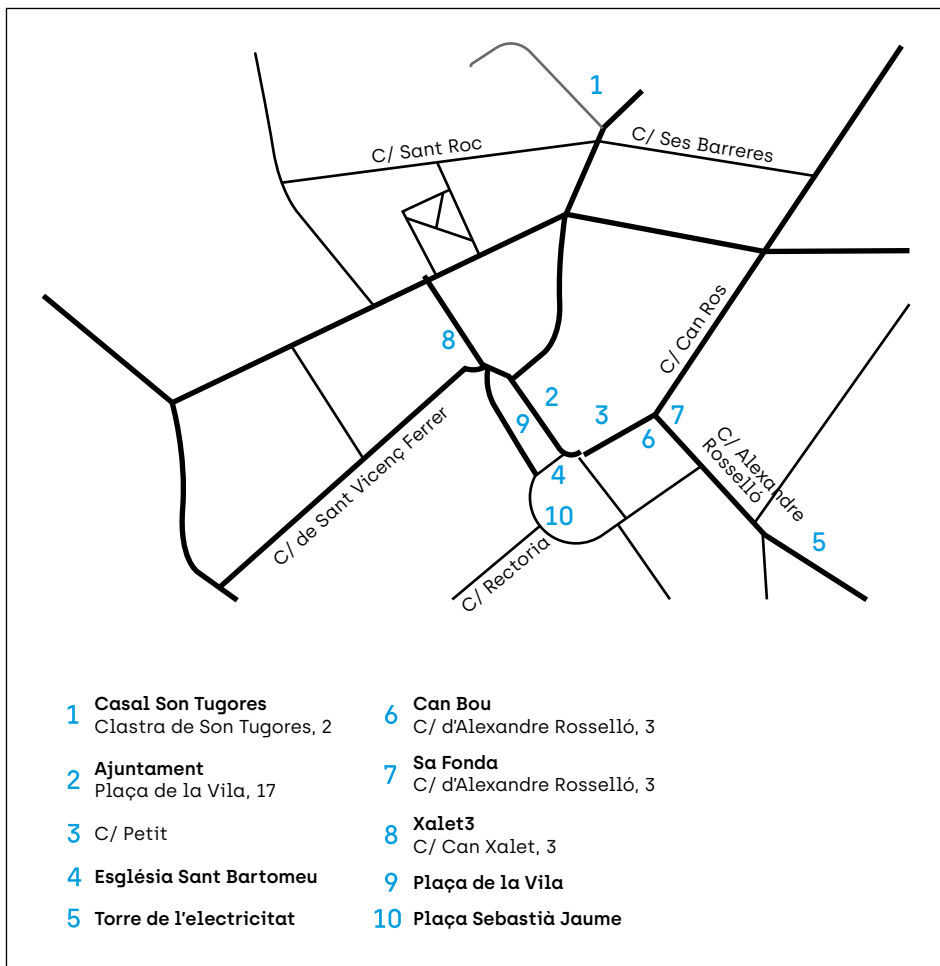 1
C/ Sant Roc
C/ Ses Barreres
8
C/ Can Ros
2
9
3
7
6
4
C/ de Sant Vicenç Ferrer
C/ Alexandre
Rosselló
10
5
C/ Rectoria
1 Casal Son Tugores
Clastra de Son Tugores, 2
2 Ajuntament
Plaça de la Vila, 17
3 C/ Petit
4 Església Sant Bartomeu
5 Torre de l'electricitat
6 Can Bou
C/ d'Alexandre Rosselló, 3
7 Sa Fonda
C/ d'Alexandre Rosselló, 3
8 Xalet3
C/ Can Xalet, 3
9 Plaça de la Vila
10 Plaça Sebastià Jaume